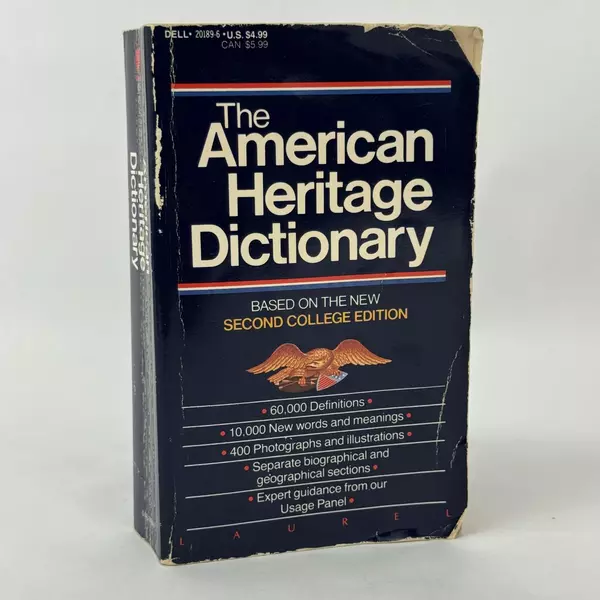 DELL • 20189-6 • U.S. $4.99
CAN $5.99
The
American
Heritage
Dictionary
BASED ON THE NEW
SECOND COLLEGE EDITION
• 60,000 Definitions •
• 10,000 New words and meanings •
• 400 Photographs and illustrations •
• Separate biographical and
geographical sections •
• Expert guidance from our
Usage Panel •
LAUREL
Heritage
Dictionary